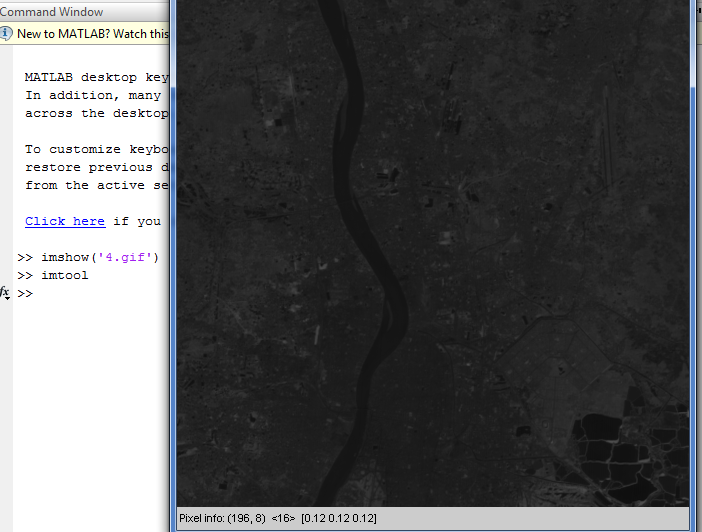 Command Window
New to MATLAB? Watch this
MATLAB desktop key
In addition, many
across the desktop
To customize keybo
restore previous d
from the active se
Click here if you
>> imshow('4.gif')
>> imtool
fx >>
Pixel info: (196, 8) <16> [0.12 0.12 0.12]